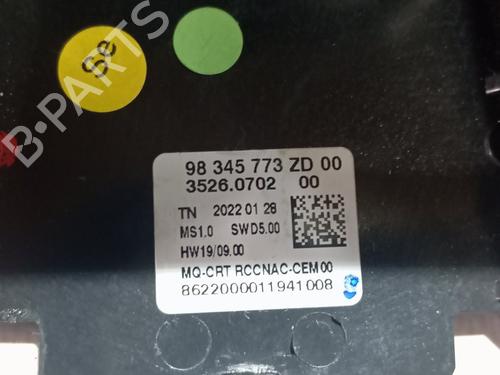 Se
B-PARTS
98 345 773 ZD 00
3526.0702 00
TN 2022 01 28
MS1.0 SWD5.00
HW19/09.00
MQ-CRT RCCNAC-CEM00
8622000011941008